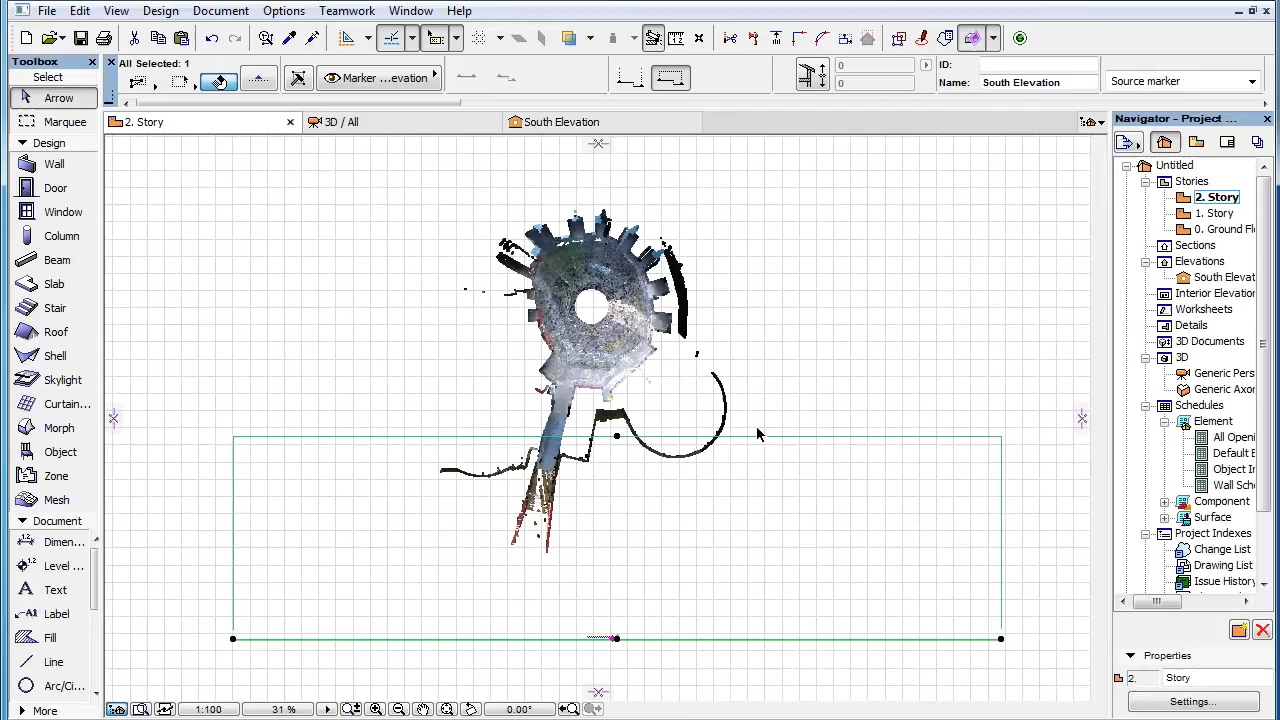 File Edit View Design Document Options Teamwork Window Help
Toolbox
Select
Arrow
Marquee
Design
Wall
Door
Window
Column
Beam
Slab
Stair
Roof
Shell
Skylight
Curtain...
Morph
Object
Zone
Mesh
Document
Dimen...
Level ...
Text
Label
Fill
Line
Arc/Ci...
More
All Selected: 1
Marker ...evation
0
0
ID:
Name: South Elevation
Source marker
2. Story
3D / All
South Elevation
1:100
31 %
0.00°
Navigator - Project ...
Untitled
Stories
2. Story
1. Story
0. Ground Fl
Sections
Elevations
South Elevat
Interior Elevation
Worksheets
Details
3D Documents
3D
Generic Pers
Generic Axon
Schedules
Element
All Openi
Default E
Object In
Wall Sche
Component
Surface
Project Indexes
Change List
Drawing List
Issue History
Properties
2. Story
Settings...